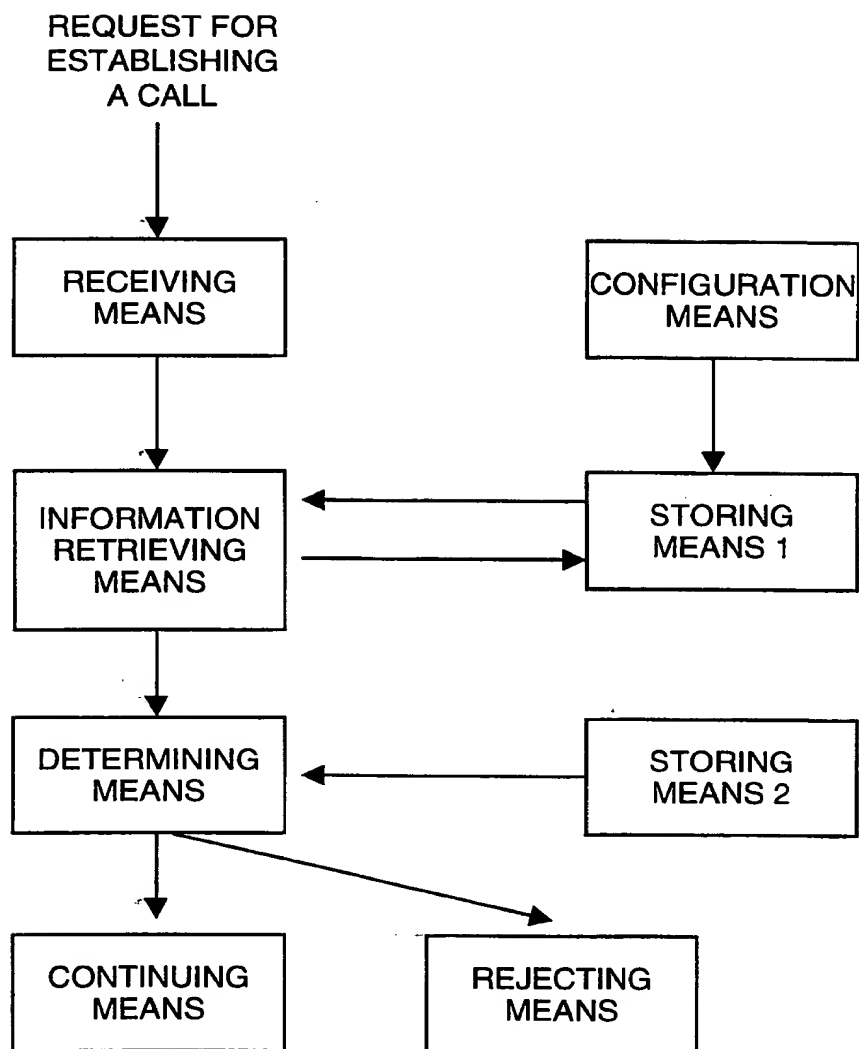 REQUEST FOR
ESTABLISHING
A CALL
RECEIVING
MEANS
CONFIGURATION
MEANS
INFORMATION
RETRIEVING
MEANS
STORING
MEANS 1
DETERMINING
MEANS
STORING
MEANS 2
CONTINUING
MEANS
REJECTING
MEANS